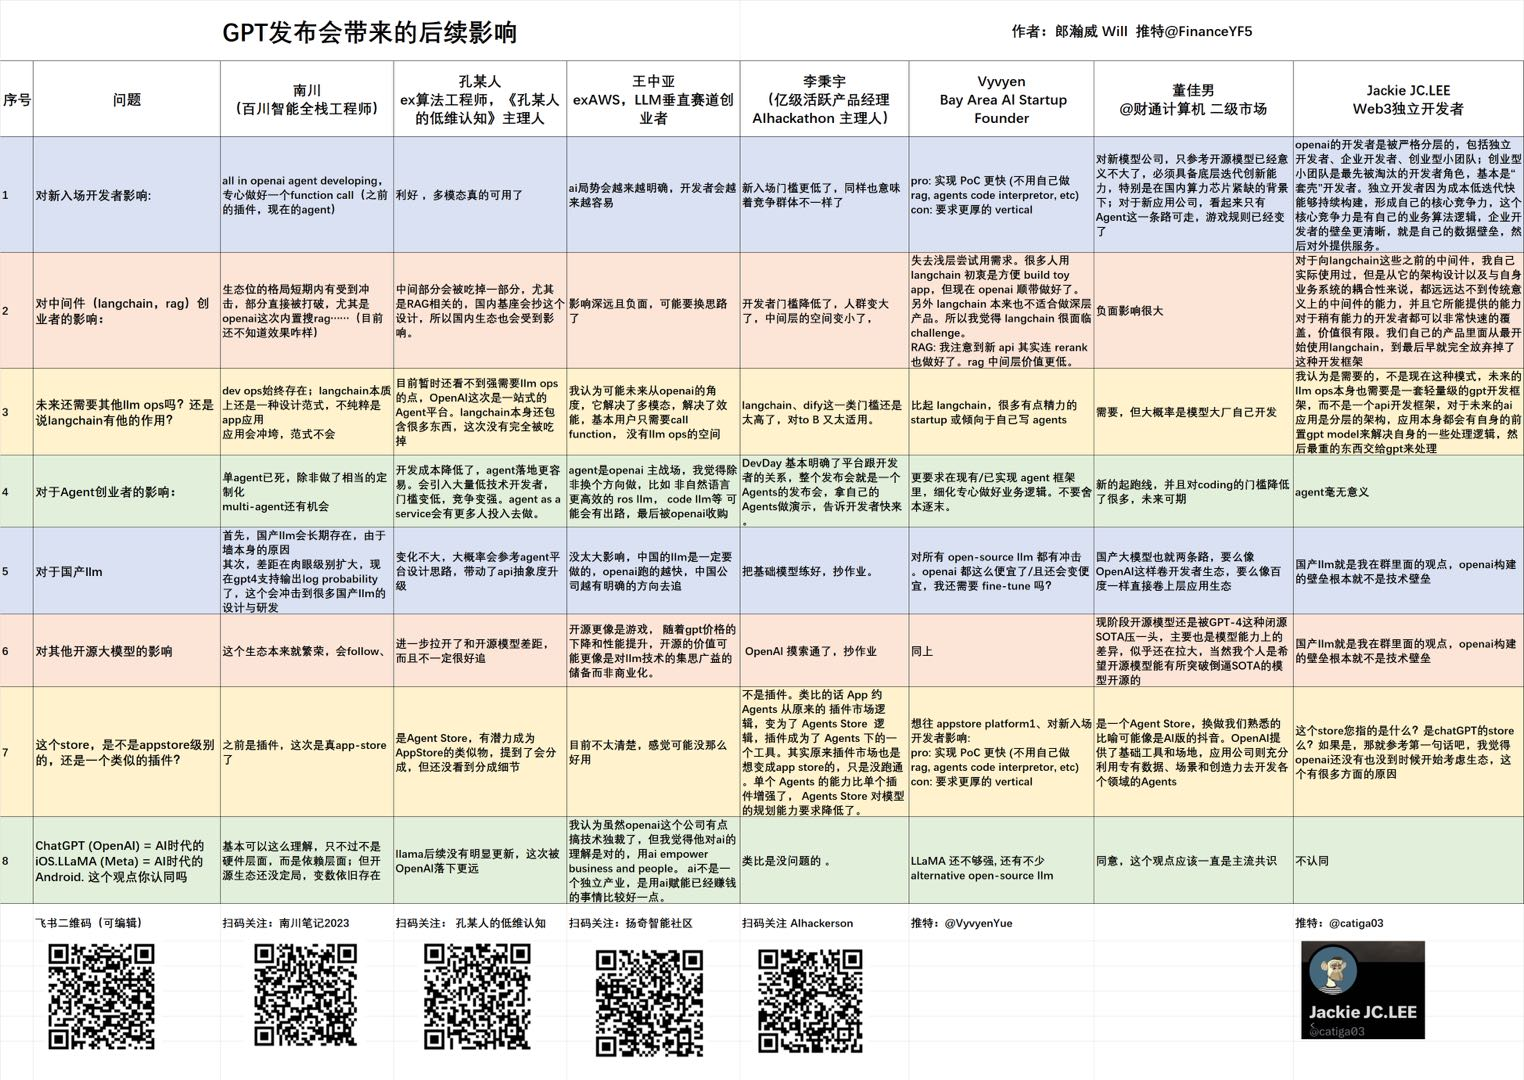 GPT发布会带来的后续影响
作者：郎瀚威 Will 推特@FinanceYF5
序号
问题
南川
（百川智能全栈工程师）
孔某人
ex算法工程师，《孔某人
的低维认知》主理人
王中亚
exAWS，LLM垂直赛道创
业者
李秉宇
（亿级活跃产品经理
AIhackathon 主理人）
Vyvyen
Bay Area AI Startup
Founder
董佳男
@财通计算机 二级市场
Jackie JC.LEE
Web3独立开发者
1
对新入场开发者影响:
all in openai agent developing，
专心做好一个function call（之前
的插件，现在的agent）
利好 ，多模态真的可用了
ai局势会越来越明确，开发者会越
来越容易
新入场门槛更低了，同样也意味
着竞争群体不一样了
pro: 实现 PoC 更快 (不用自己做
rag, agents code interpretor, etc)
con: 要求更厚的 vertical
对新模型公司，只参考开源模型已经意
义不大了，必须具备底层迭代创新能
力，特别是在国内算力芯片紧缺的背景
下；对于新应用公司，看起来只有
Agent这一条路可走，游戏规则已经变
了
openai的开发者是被严格分层的，包括独立
开发者、企业开发者、创业型小团队；创业型
小团队是最先被淘汰的开发者角色，基本是“
套壳”开发者。独立开发者因为成本低迭代快
能够持续构建，形成自己的核心竞争力，这个
核心竞争力是有自己的业务算法逻辑，企业开
发者的壁垒更清晰，就是自己的数据壁垒，然
后对外提供服务。
2
对中间件（langchain，rag）创
业者的影响：
生态位的格局短期内有受到冲
击，部分直接被打破，尤其是
openai这次内置搜rag……（目前
还不知道效果咋样）
中间部分会被吃掉一部分，尤其
是RAG相关的，国内基座会抄这个
设计，所以国内生态也会受到影
响。
影响深远且负面，可能要换思路
了
开发者门槛降低了，人群变大
了，中间层的空间变小了，
失去浅层尝试用需求。很多人用
langchain 初衷是方便 build toy
app，但现在 openai 顺带做好了。
另外 langchain 本来也不适合做深层
产品。所以我觉得 langchain 很面临
challenge。
RAG: 我注意到新 api 其实连 rerank
也做好了。rag 中间层价值更低。
负面影响很大
对于向langchain这些之前的中间件，我自己
实际使用过，但是从它的架构设计以及与自身
业务系统的耦合性来说，都远远达不到传统意
义上的中间件的能力，并且它所能提供的能力
对于稍有能力的开发者都可以非常快速的覆
盖，价值很有限。我们自己的产品里面从最开
始使用langchain，到最后早就完全放弃掉了
这种开发框架
3
未来还需要其他llm ops吗？还是
说langchain有他的作用？
dev ops始终存在；langchain本质
上还是一种设计范式，不纯粹是
app应用
应用会冲垮，范式不会
目前暂时还看不到强需要llm ops
的点，OpenAI这次是一站式的
Agent平台。langchain本身还包
含很多东西，这次没有完全被吃
掉
我认为可能未来从openai的角
度，它解决了多模态，解决了效
能，基本用户只需要call
function， 没有llm ops的空间
langchain、dify这一类门槛还是
太高了，对to B 又太适用。
比起 langchain，很多有点精力的
startup 或倾向于自己写 agents
需要，但大概率是模型大厂自己开发
我认为是需要的，不是现在这种模式，未来的
llm ops本身也需要是一套轻量级的gpt开发框
架，而不是一个api开发框架，对于未来的ai
应用是分层的架构，应用本身都会有自身的前
置gpt model来解决自身的一些处理逻辑，然
后最重的东西交给gpt来处理
4
对于Agent创业者的影响：
单agent已死，除非做了相当的定
制化
multi-agent还有机会
开发成本降低了，agent落地更容
易。会引入大量低技术开发者，
门槛变低，竞争变强。agent as a
service会有更多人投入去做。
agent是openai 主战场，我觉得除
非换个方向做，比如 非自然语言
更高效的 ros llm， code llm等 可
能会有出路，最后被openai收购
DevDay 基本明确了平台跟开发
者的关系，整个发布会就是一个
Agents的发布会，拿自己的
Agents做演示，告诉开发者快来
。
更要求在现有/已实现 agent 框架
里，细化专心做好业务逻辑。不要舍
本逐末。
新的起跑线，并且对coding的门槛降低
了很多，未来可期
agent毫无意义
5
对于国产llm
首先，国产llm会长期存在，由于
墙本身的原因
其次，差距在肉眼级别扩大，现
在gpt4支持输出log probability
了，这个会冲击到很多国产llm的
设计与研发
变化不大，大概率会参考agent平
台设计思路，带动了api抽象度升
级
没太大影响，中国的llm是一定要
做的，openai跑的越快，中国公
司越有明确的方向去追
把基础模型练好，抄作业。
对所有 open-source llm 都有冲击
。openai 都这么便宜了/且还会变便
宜，我还需要 fine-tune 吗？
国产大模型也就两条路，要么像
OpenAI这样卷开发者生态，要么像百
度一样直接卷上层应用生态
国产llm就是我在群里面的观点，openai构建
的壁垒根本就不是技术壁垒
6
对其他开源大模型的影响
这个生态本来就繁荣，会follow、
进一步拉开了和开源模型差距，
而且不一定很好追
开源更像是游戏， 随着gpt价格的
下降和性能提升，开源的价值可
能更像是对llm技术的集思广益的
储备而非商业化。
OpenAI 摸索通了，抄作业
同上
现阶段开源模型还是被GPT-4这种闭源
SOTA压一头，主要也是模型能力上的
差异，似乎还在拉大，当然我个人是希
望开源模型能有所突破倒逼SOTA的模
型开源的
国产llm就是我在群里面的观点，openai构建
的壁垒根本就不是技术壁垒
7
这个store，是不是appstore级别
的，还是一个类似的插件？
之前是插件，这次是真app-store
了
是Agent Store，有潜力成为
AppStore的类似物，提到了会分
成，但还没看到分成细节
目前不太清楚，感觉可能没那么
好用
不是插件。类比的话 App 约
Agents 从原来的 插件市场逻
辑，变为了 Agents Store 逻
辑，插件成为了 Agents 下的一
个工具。其实原来插件市场也是
想变成app store的，只是没跑通
。单个 Agents 的能力比单个插
件增强了， Agents Store 对模型
的规划能力要求降低了。
想往 appstore platform1、对新入场
开发者影响:
pro: 实现 PoC 更快 (不用自己做
rag, agents code interpretor, etc)
con: 要求更厚的 vertical
是一个Agent Store，换做我们熟悉的
比喻可能像是AI版的抖音。OpenAI提
供了基础工具和场地，应用公司则充分
利用专有数据、场景和创造力去开发各
个领域的Agents
这个store您指的是什么？是chatGPT的store
么？如果是，那就参考第一句话吧，我觉得
openai还没有也没到时候开始考虑生态，这
个有很多方面的原因
8
ChatGPT (OpenAI) = AI时代的
iOS.LLaMA (Meta) = AI时代的
Android. 这个观点你认同吗
基本可以这么理解，只不过不是
硬件层面，而是依赖层面；但开
源生态还没定局，变数依旧存在
llama后续没有明显更新，这次被
OpenAI落下更远
我认为虽然openai这个公司有点
搞技术独裁了，但我觉得他对ai的
理解是对的，用ai empower
business and people。 ai不是一
个独立产业，是用ai赋能已经赚钱
的事情比较好一点。
类比是没问题的 。
LLaMA 还不够强, 还有不少
alternative open-source llm
同意，这个观点应该一直是主流共识
不认同
飞书二维码（可编辑）
扫码关注：南川笔记2023
扫码关注： 孔某人的低维认知
扫码关注：扬奇智能社区
扫码关注 AIhackerson
推特：@VyvyenYue
推特：@catiga03
Jackie JC.LEE
@catiga03